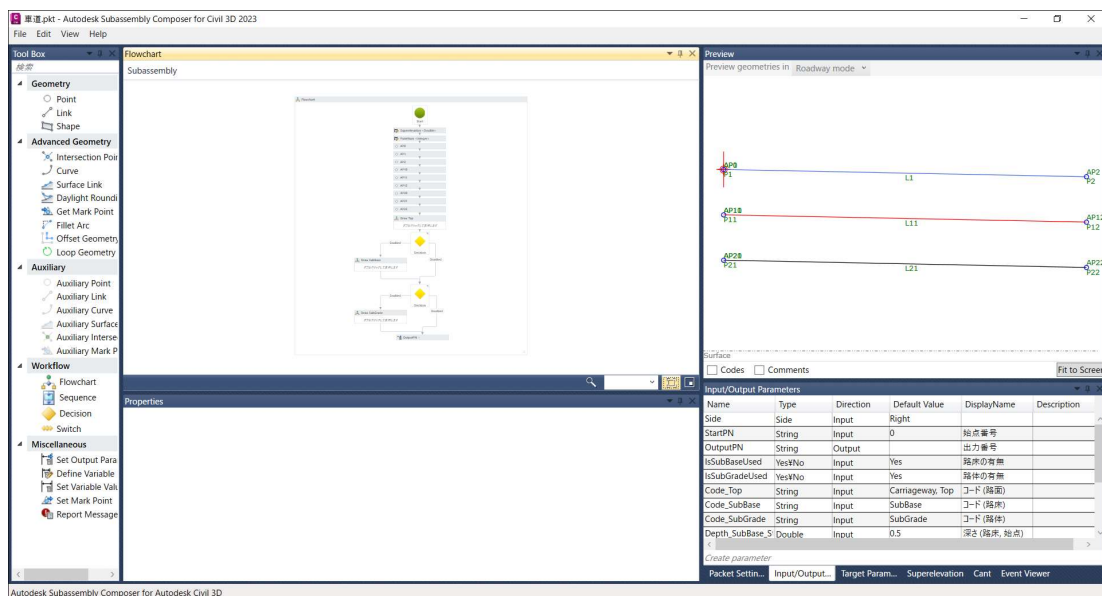 車道.pkt - Autodesk Subassembly Composer for Civil 3D 2023
File Edit View Help
Tool Box
検索
Geometry
Point
Link
Shape
Advanced Geometry
Intersection Poir
Curve
Surface Link
Daylight Roundi
Get Mark Point
Fillet Arc
Offset Geometry
Loop Geometry
Auxiliary
Auxiliary Point
Auxiliary Link
Auxiliary Curve
Auxiliary Surface
Auxiliary Interse
Auxiliary Mark P
Workflow
Flowchart
Sequence
Decision
Switch
Miscellaneous
Set Output Para
Define Variable
Set Variable Valu
Set Mark Point
Report Message
Flowchart
Subassembly
Properties
Preview
Preview geometries in Roadway mode
P1
L1
AP2
P2
P11
L11
AP12
P12
P21
L21
AP22
P22
Surface
Codes Comments Fit to Screen
Input/Output Parameters
Name Type Direction Default Value DisplayName Description
Side Side Input Right
StartPN String Input 0 始点番号
OutputPN String Output 出力番号
IsSubBaseUsed Yes¥No Input Yes 路床の有無
IsSubGradeUsed Yes¥No Input Yes 路体の有無
Code_Top String Input Carriageway, Top コード (路面)
Code_SubBase String Input SubBase コード (路床)
Code_SubGrade String Input SubGrade コード (路体)
Depth_SubBase_S Double Input 0.5 深さ (路床, 始点)
Create parameter
Packet Settin... Input/Output... Target Param... Superelevation Cant Event Viewer
Autodesk Subassembly Composer for Autodesk Civil 3D